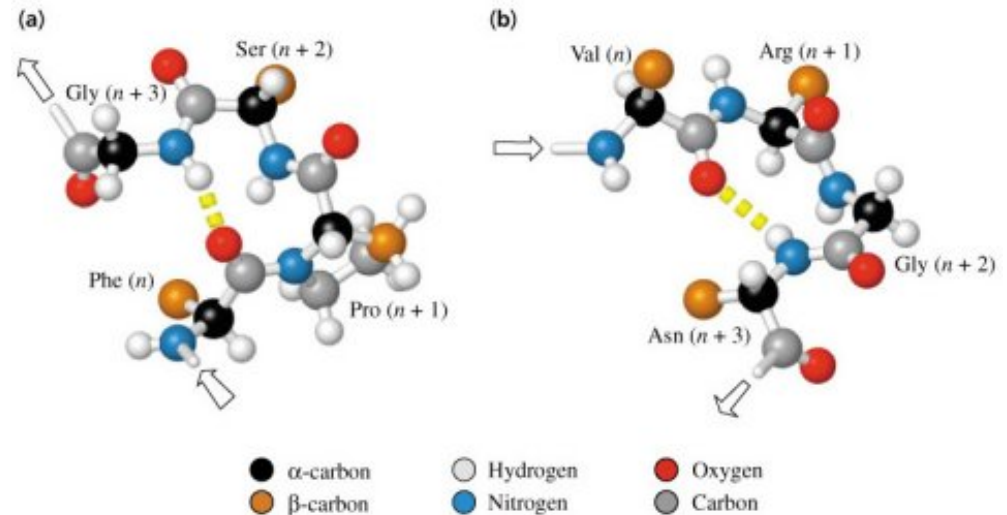 (a)
Ser (n + 2)
Gly (n + 3)
Phe (n)
Pro (n + 1)
(b)
Val (n)
Arg (n + 1)
Gly (n + 2)
Asn (n + 3)
α-carbon
Hydrogen
Oxygen
β-carbon
Nitrogen
Carbon